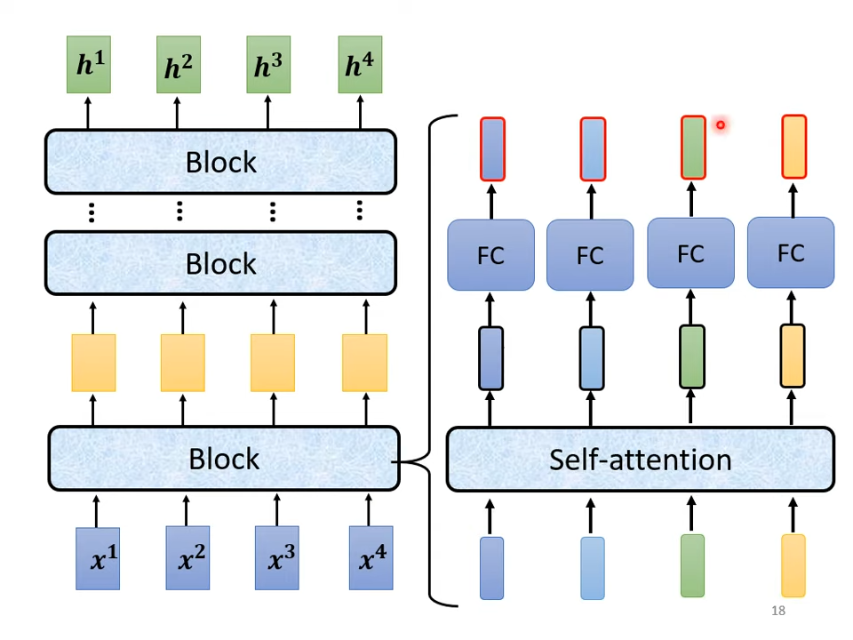 h¹ h² h³ h⁴
Block
Block
Block
x¹ x² x³ x⁴
FC FC FC FC
Self-attention
18